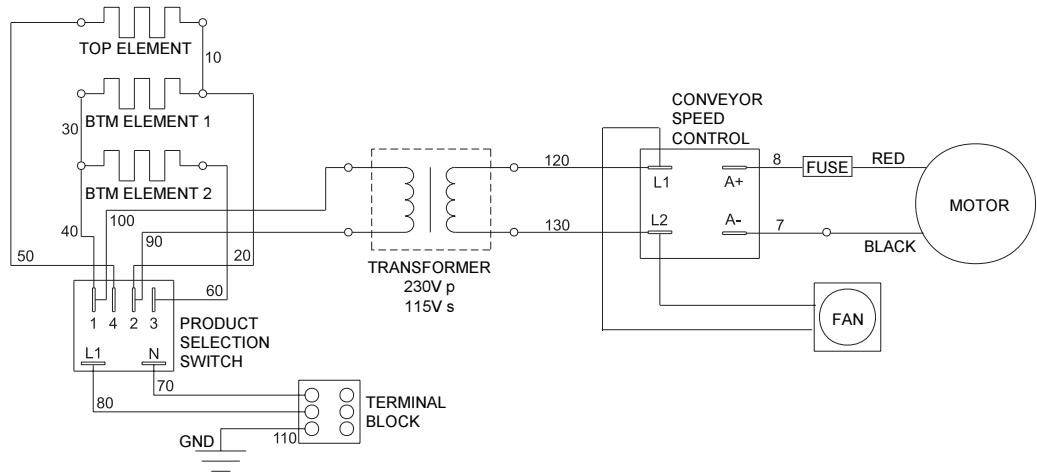 TOP ELEMENT
10
BTM ELEMENT 1
30
BTM ELEMENT 2
40
100
90
50
20
60
1 4 2 3
L1 N
PRODUCT
SELECTION
SWITCH
70
80
110
GND
TERMINAL
BLOCK
TRANSFORMER
230V p
115V s
120
130
CONVEYOR
SPEED
CONTROL
L1 A+
L2 A-
8
FUSE
RED
7
BLACK
MOTOR
FAN